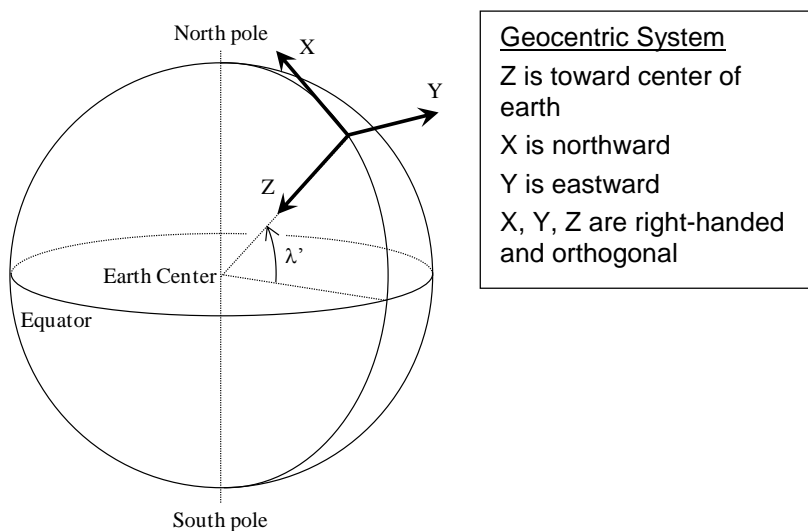 North pole
X
Y
Z
λ’
Earth Center
Equator
South pole
Geocentric System
Z is toward center of
earth
X is northward
Y is eastward
X, Y, Z are right-handed
and orthogonal